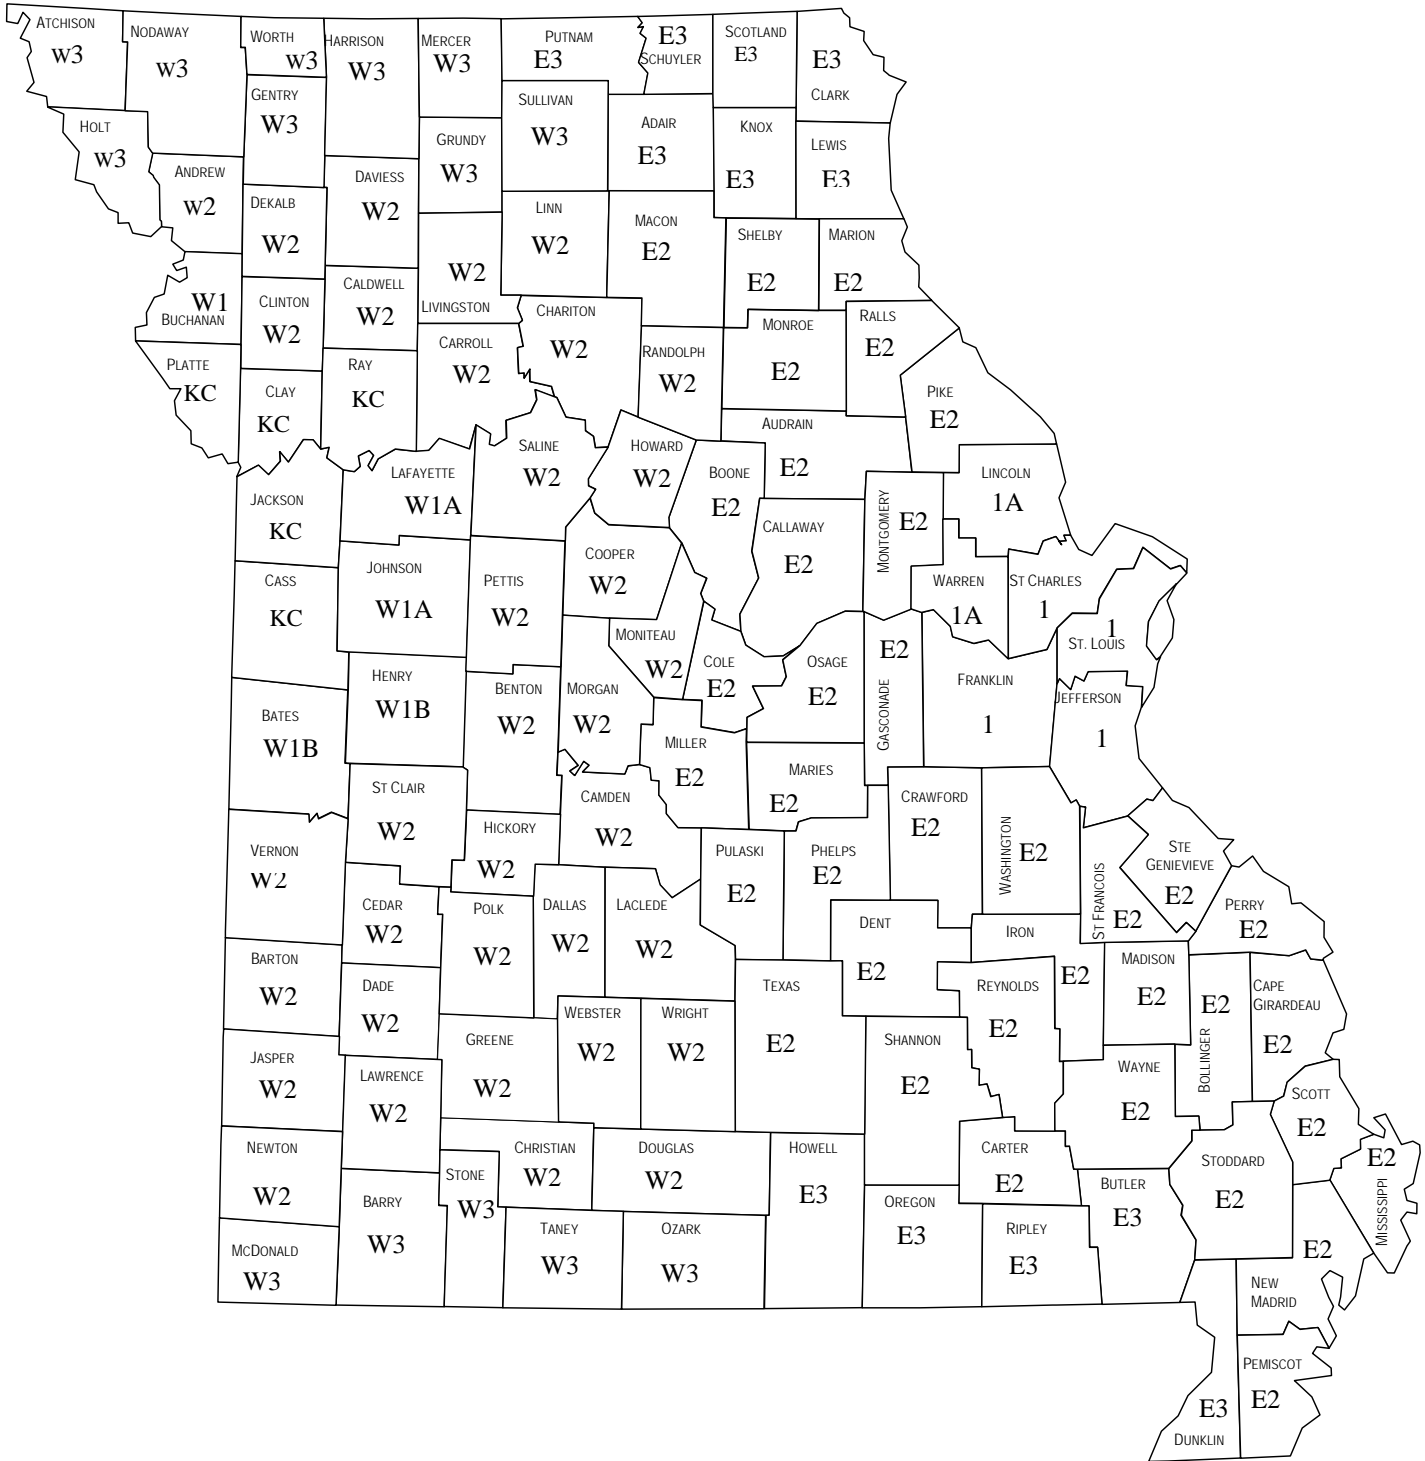 ATCHISON
w3
NODAWAY
w3
WORTH
w3
HARRISON
W3
MERCER
W3
PUTNAM
E3
E3
SCHUYLER
SCOTLAND
E3
E3
CLARK
HOLT
w3
GENTRY
W3
GRUNDY
W3
SULLIVAN
W3
ADAIR
E3
KNOX
E3
LEWIS
E3
ANDREW
w2
DEKALB
W2
DAVIESS
W2
W2
LIVINGSTON
LINN
W2
MACON
E2
SHELBY
E2
MARION
E2
W1
BUCHANAN
CLINTON
W2
CALDWELL
W2
CHARITON
W2
MONROE
E2
RALLS
E2
PLATTE
KC
CLAY
KC
RAY
KC
CARROLL
W2
RANDOLPH
W2
PIKE
E2
AUDRAIN
E2
SALINE
W2
HOWARD
W2
BOONE
E2
LINCOLN
1A
JACKSON
KC
LAFAYETTE
W1A
CALLAWAY
E2
MONTGOMERY
E2
CASS
KC
JOHNSON
W1A
PETTIS
W2
COOPER
W2
WARREN
1A
ST CHARLES
1
1
ST. LOUIS
MONITEAU
W2
COLE
E2
OSAGE
E2
E2
GASCONADE
FRANKLIN
1
JEFFERSON
1
BATES
W1B
HENRY
W1B
BENTON
W2
MORGAN
W2
MILLER
E2
MARIES
E2
ST CLAIR
W2
HICKORY
W2
CAMDEN
W2
PULASKI
E2
PHELPS
E2
CRAWFORD
E2
WASHINGTON
E2
ST FRANCOIS
E2
STE
GENIEVIEVE
E2
PERRY
E2
VERNON
W2
CEDAR
W2
POLK
W2
DALLAS
W2
LACLEDE
W2
DENT
E2
IRON
E2
MADISON
E2
E2
BOLLINGER
CAPE
GIRARDEAU
E2
BARTON
W2
DADE
W2
GREENE
W2
WEBSTER
W2
WRIGHT
W2
TEXAS
E2
SHANNON
E2
REYNOLDS
E2
WAYNE
E2
SCOTT
E2
JASPER
W2
LAWRENCE
W2
CHRISTIAN
W2
DOUGLAS
W2
HOWELL
E3
CARTER
E2
BUTLER
E3
STODDARD
E2
E2
MISSISSIPPI
NEWTON
W2
BARRY
W3
STONE
W3
TANEY
W3
OZARK
W3
OREGON
E3
RIPLEY
E3
E2
NEW
MADRID
MCDONALD
W3
E3
DUNKLIN
PEMISCOT
E2